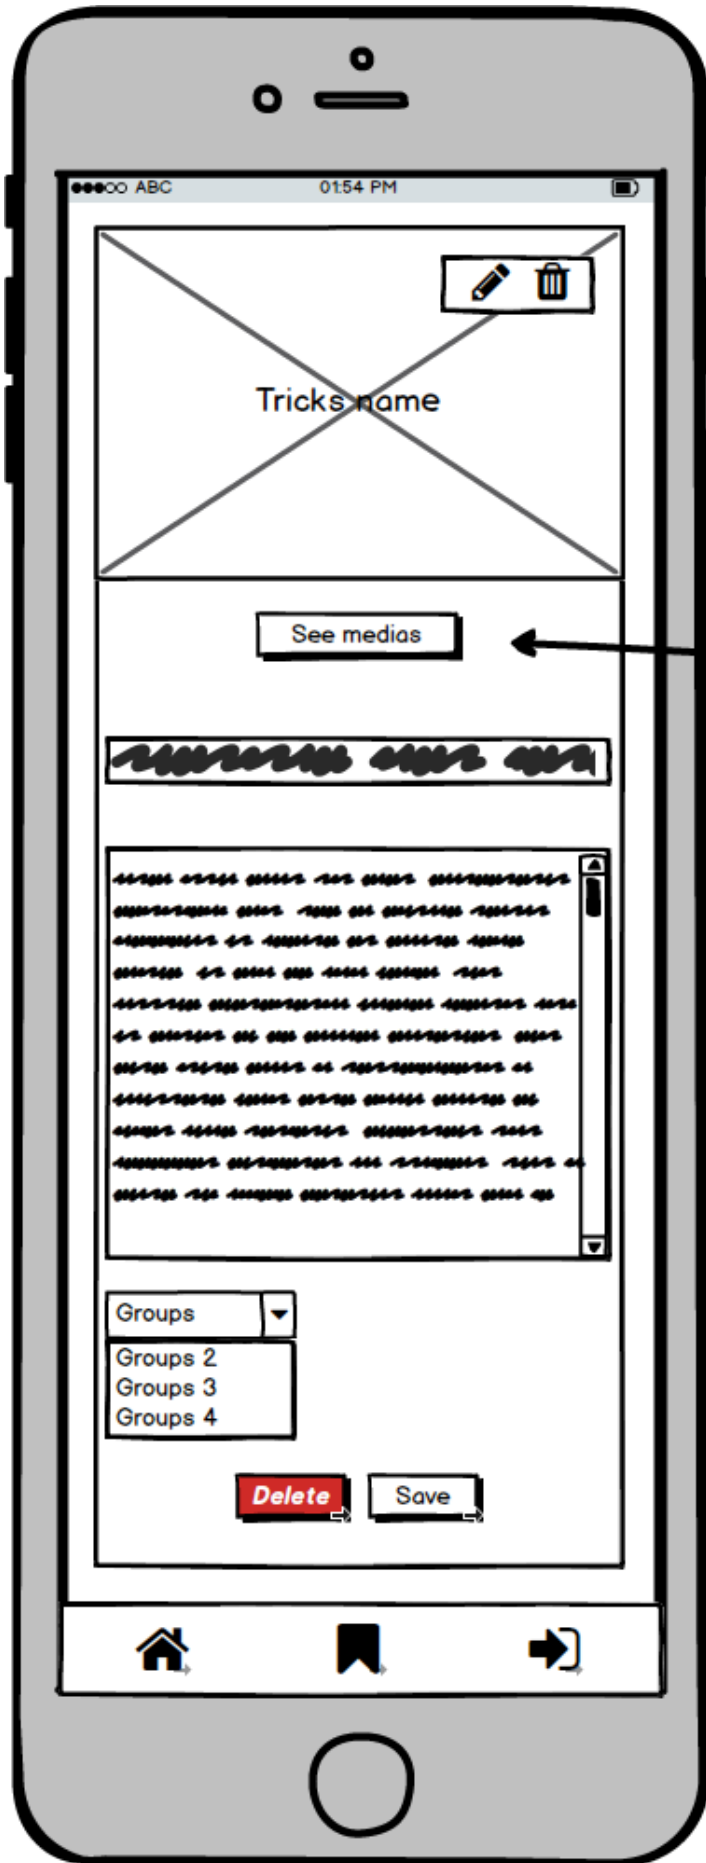 ABC 01:54 PM
Tricks name
See medias
Groups
Groups 2
Groups 3
Groups 4
Delete Save